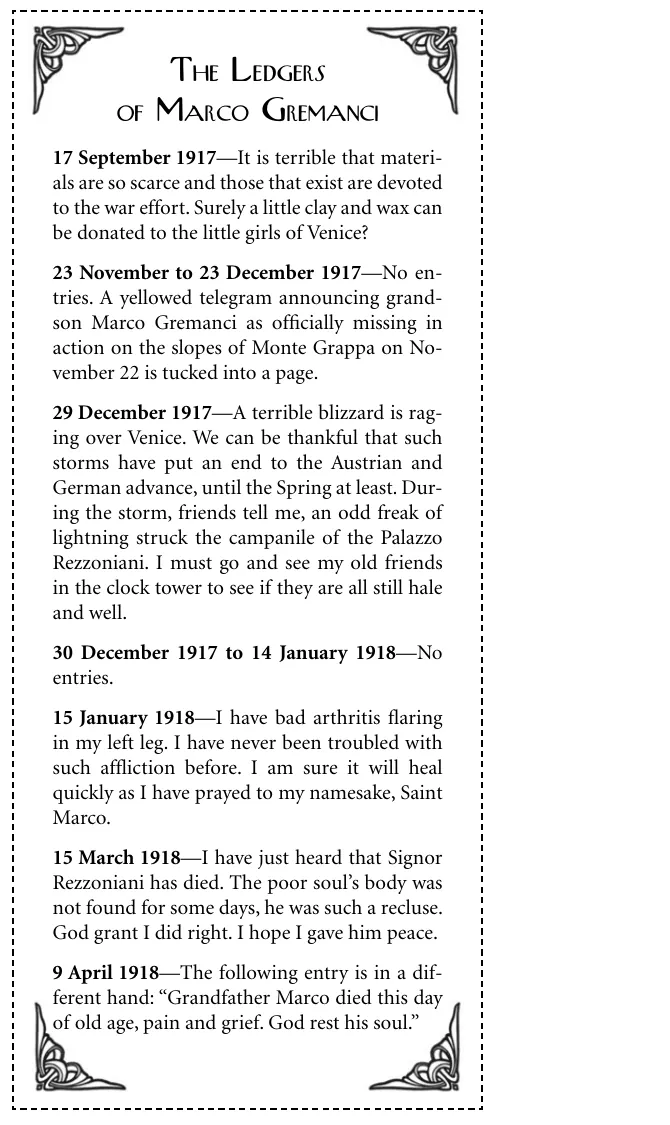 The Ledgers
of Marco Gremanci
17 September 1917—It is terrible that materi-
als are so scarce and those that exist are devoted
to the war effort. Surely a little clay and wax can
be donated to the little girls of Venice?
23 November to 23 December 1917—No en-
tries. A yellowed telegram announcing grand-
son Marco Gremanci as officially missing in
action on the slopes of Monte Grappa on No-
vember 22 is tucked into a page.
29 December 1917—A terrible blizzard is rag-
ing over Venice. We can be thankful that such
storms have put an end to the Austrian and
German advance, until the Spring at least. Dur-
ing the storm, friends tell me, an odd freak of
lightning struck the campanile of the Palazzo
Rezzoniani. I must go and see my old friends
in the clock tower to see if they are all still hale
and well.
30 December 1917 to 14 January 1918—No
entries.
15 January 1918—I have bad arthritis flaring
in my left leg. I have never been troubled with
such affliction before. I am sure it will heal
quickly as I have prayed to my namesake, Saint
Marco.
15 March 1918—I have just heard that Signor
Rezzoniani has died. The poor soul’s body was
not found for some days, he was such a recluse.
God grant I did right. I hope I gave him peace.
9 April 1918—The following entry is in a dif-
ferent hand: “Grandfather Marco died this day
of old age, pain and grief. God rest his soul.”